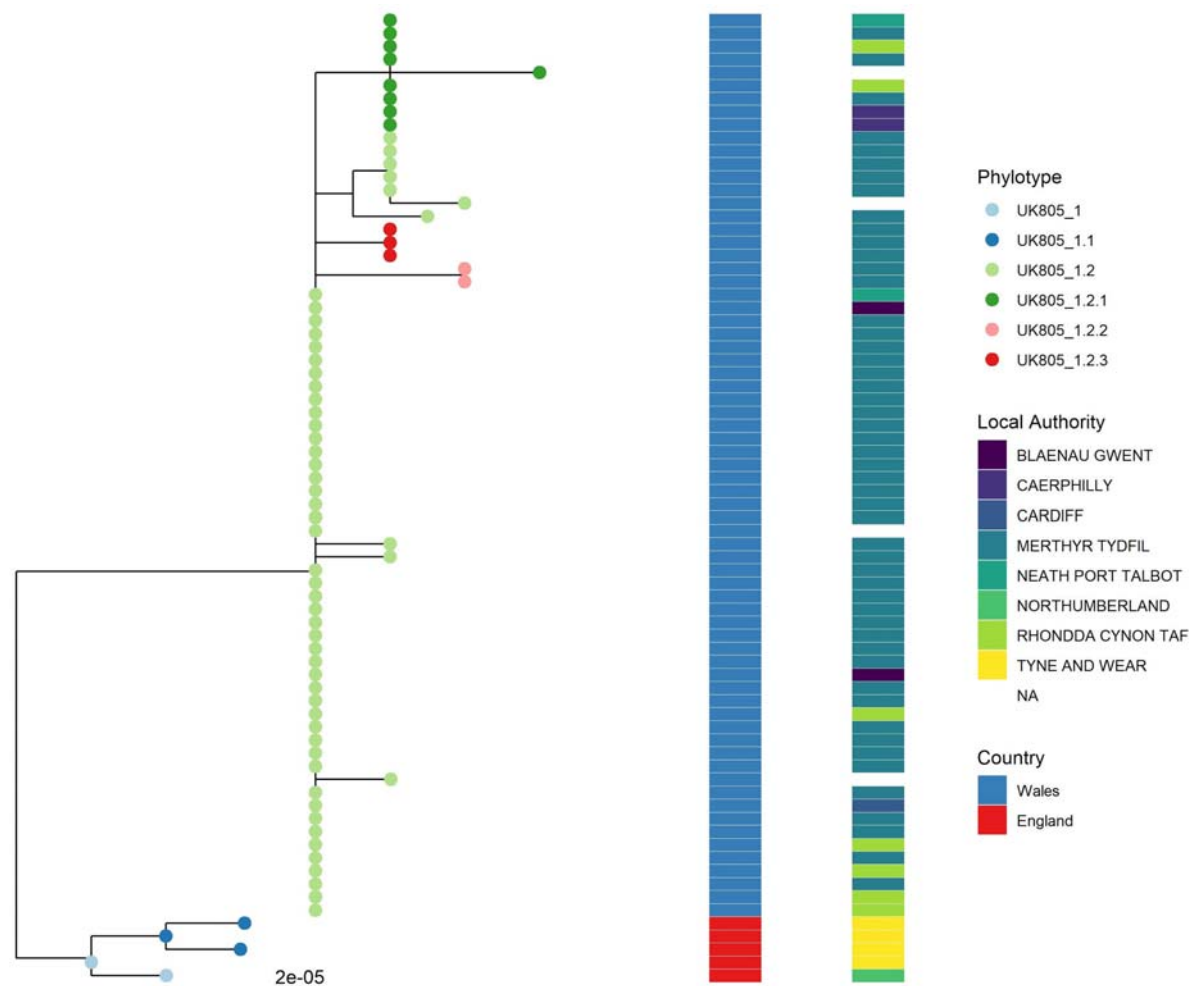 Phylotype
UK805_1
UK805_1.1
UK805_1.2
UK805_1.2.1
UK805_1.2.2
UK805_1.2.3
Local Authority
BLAENAU GWENT
CAERPHILLY
CARDIFF
MERTHYR TYDFIL
NEATH PORT TALBOT
NORTHUMBERLAND
RHONDDA CYNON TAF
TYNE AND WEAR
NA
Country
Wales
England
2e-05